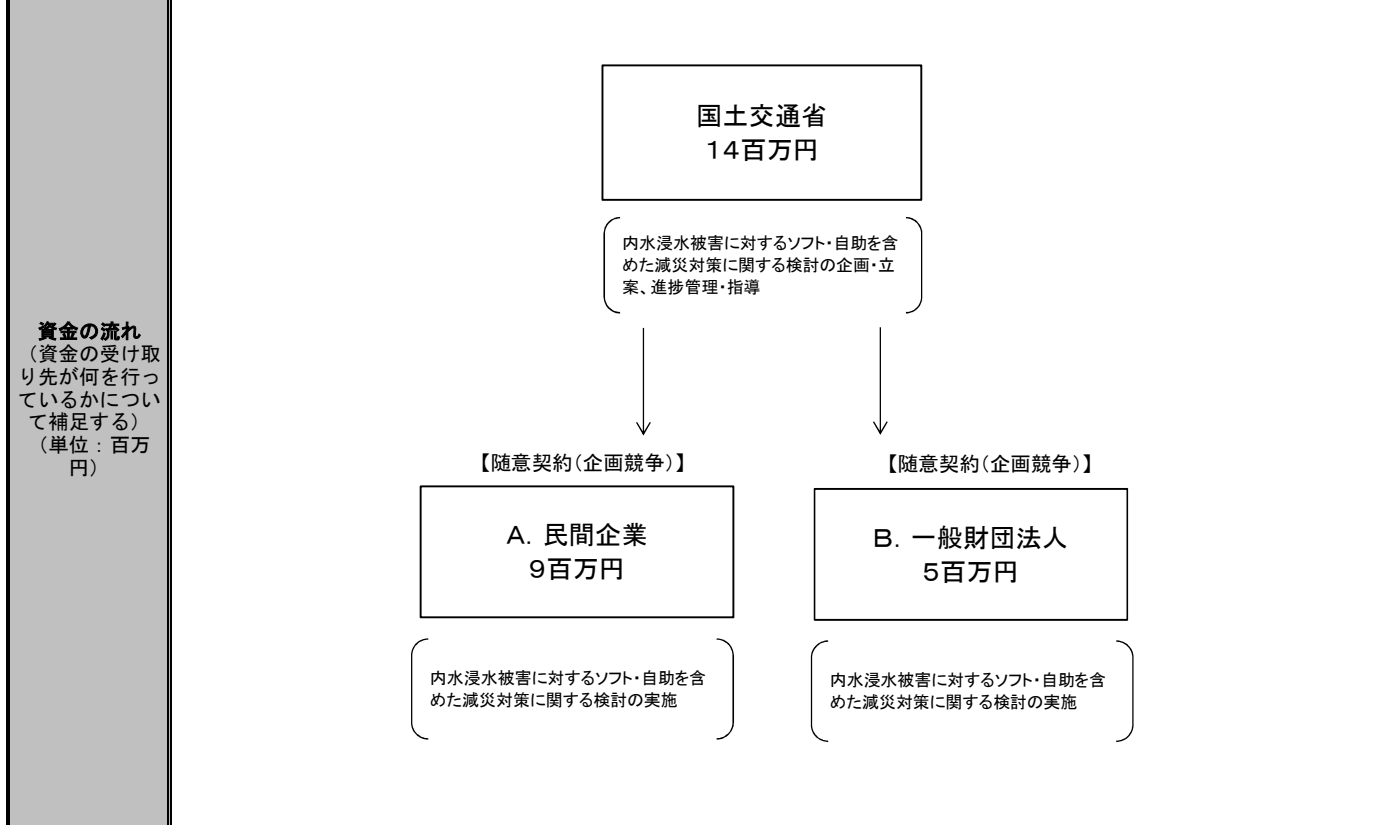 資金の流れ
（資金の受け取
り先が何を行っ
ているかについ
て補足する）
（単位：百万
円）
国土交通省
１４百万円
内水浸水被害に対するソフト・自助を含
めた減災対策に関する検討の企画・立
案、進捗管理・指導
【随意契約（企画競争）】
【随意契約（企画競争）】
Ａ．民間企業
９百万円
Ｂ．一般財団法人
５百万円
内水浸水被害に対するソフト・自助を含
めた減災対策に関する検討の実施
内水浸水被害に対するソフト・自助を含
めた減災対策に関する検討の実施